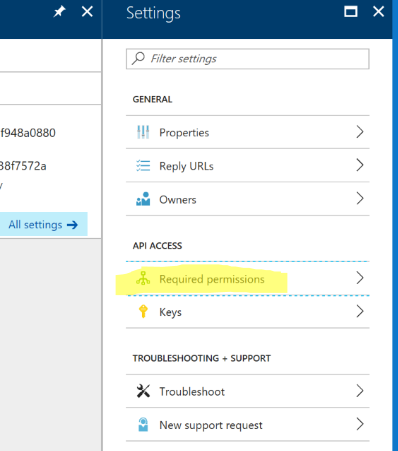 Settings
Filter settings
GENERAL
Properties
Reply URLs
Owners
API ACCESS
Required permissions
Keys
TROUBLESHOOTING + SUPPORT
Troubleshoot
New support request
f948a0880
38f7572a
All settings →